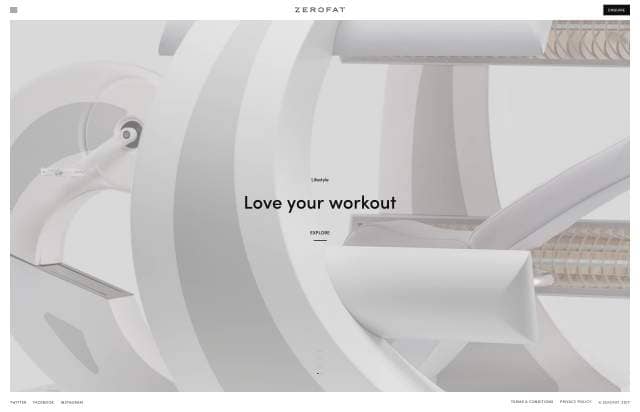 ZEROFAT
ENQUIRE
Lifestyle
Love your workout
EXPLORE
TWITTER FACEBOOK INSTAGRAM
TERMS & CONDITIONS PRIVACY POLICY © ZEROFAT 2017